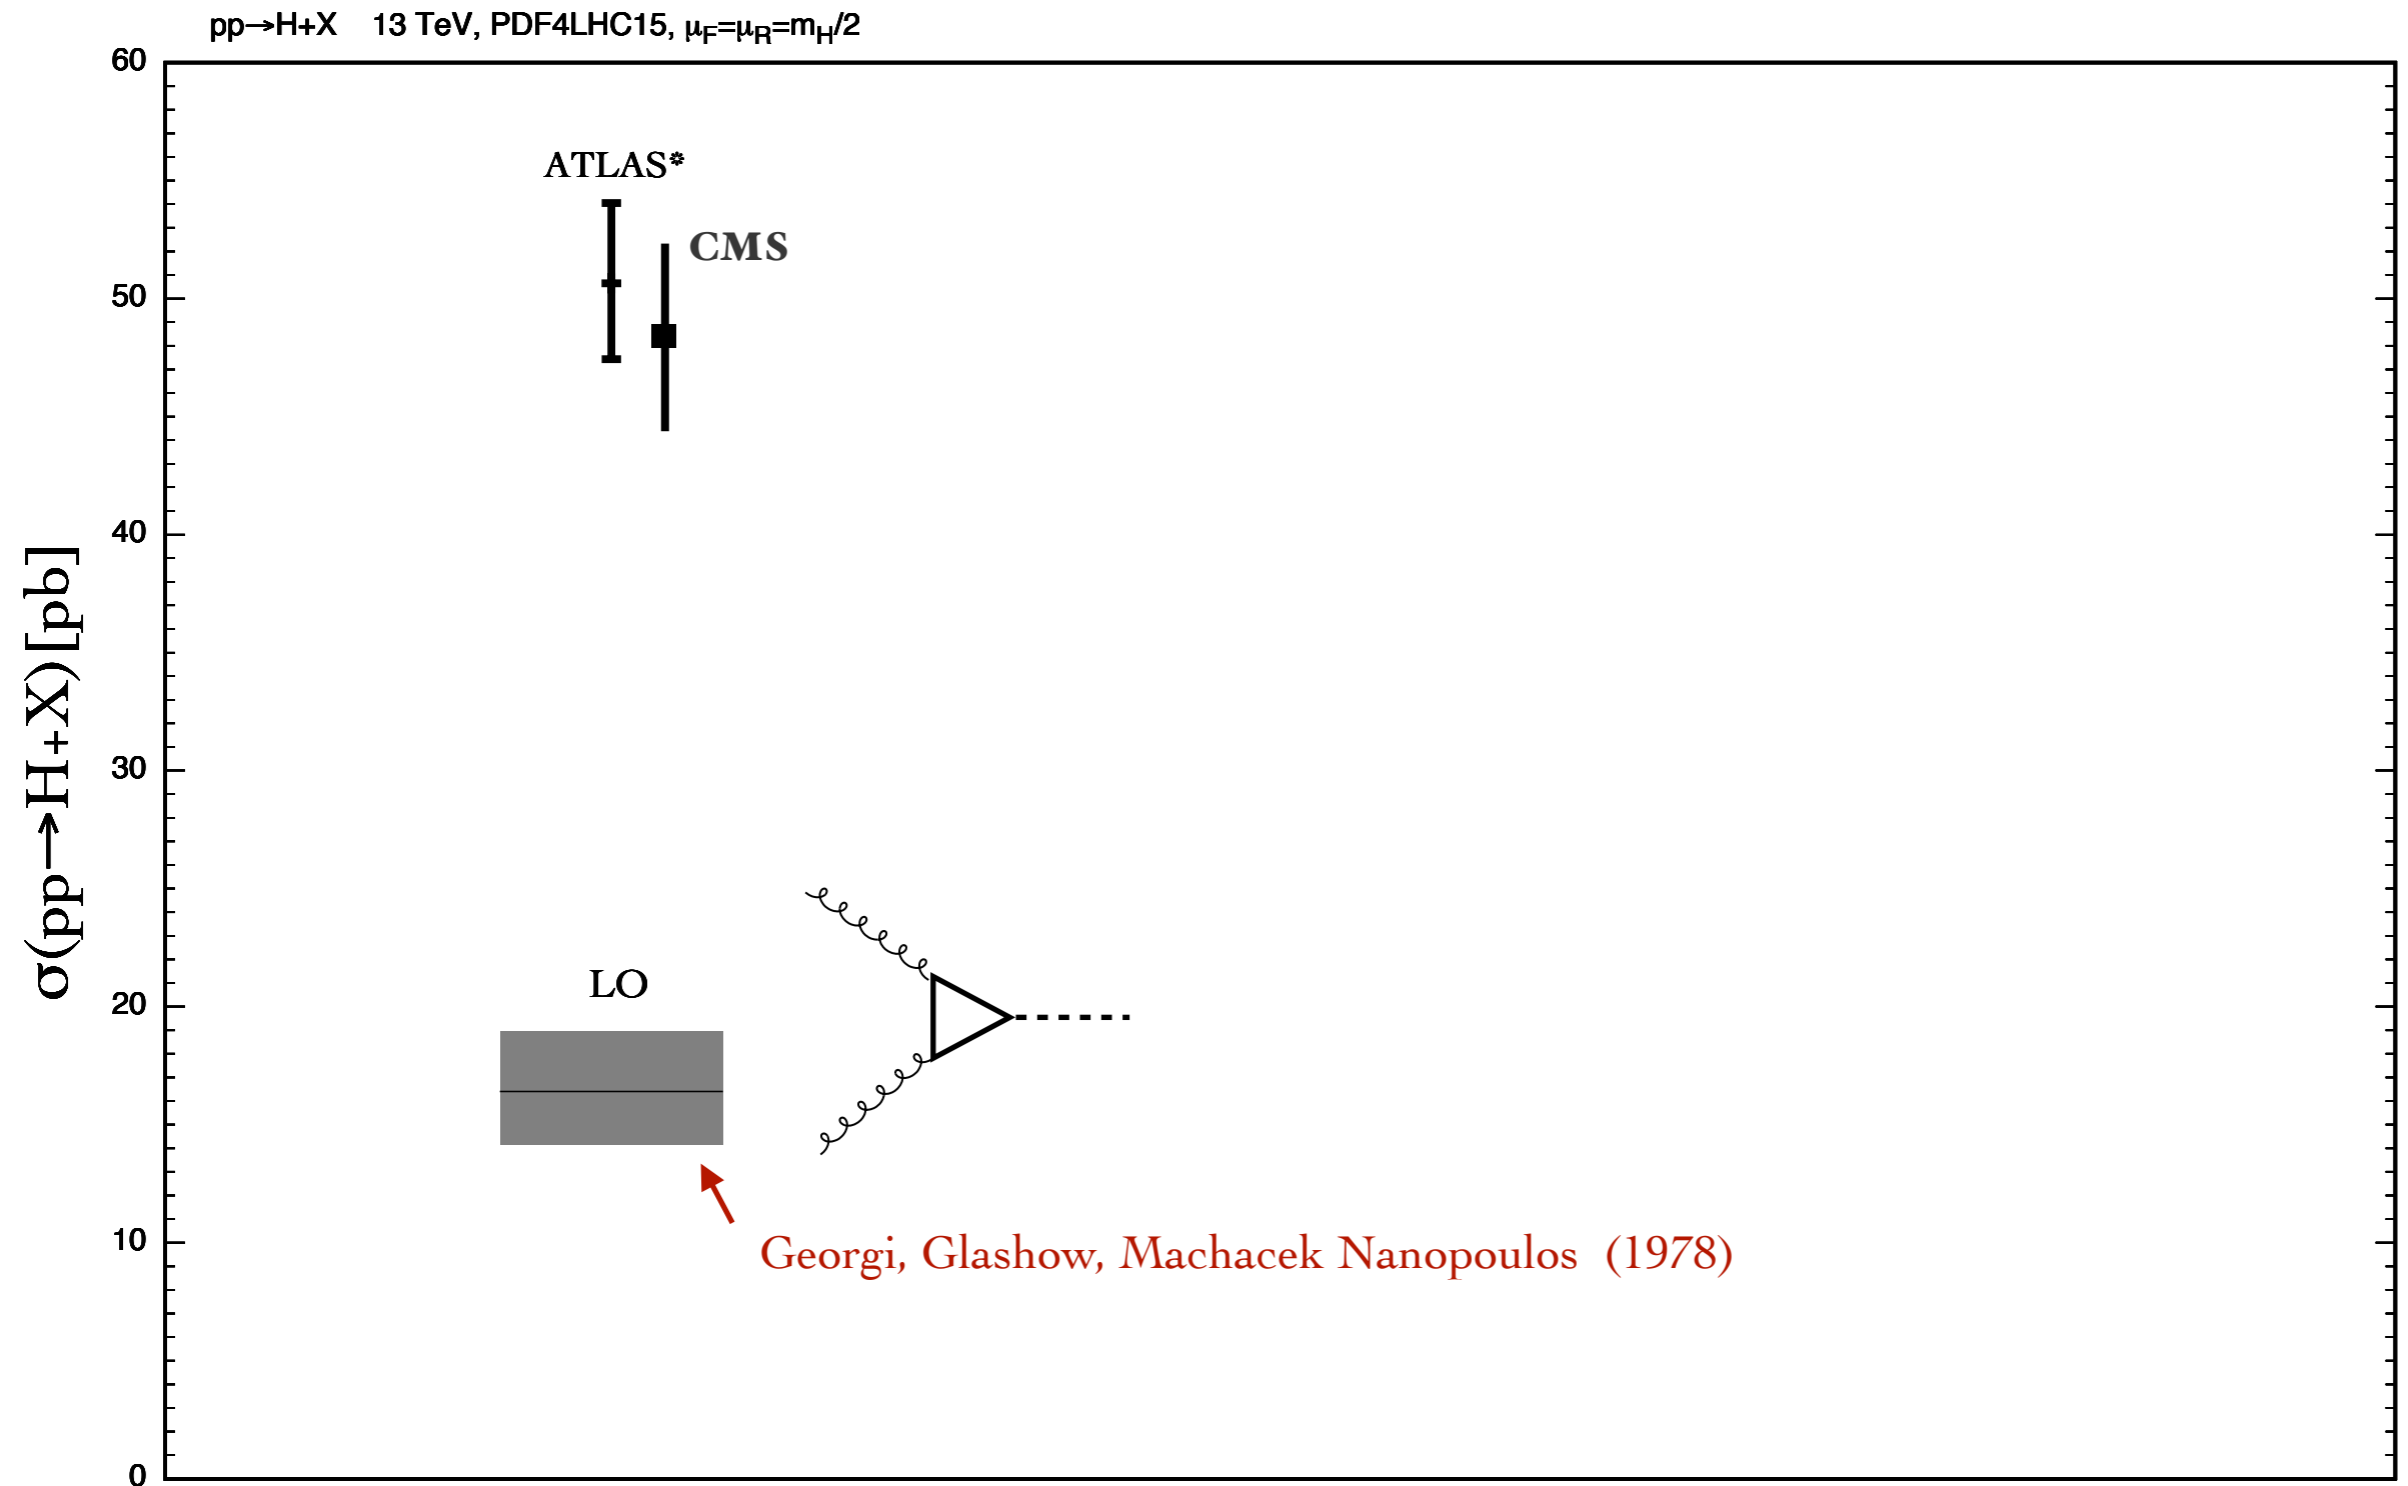 pp→H+X 13 TeV, PDF4LHC15, μF=μR=mH/2
60
ATLAS*
CMS
50
40
σ(pp→H+X)[pb]
30
LO
20
10
Georgi, Glashow, Machacek Nanopoulos (1978)
0